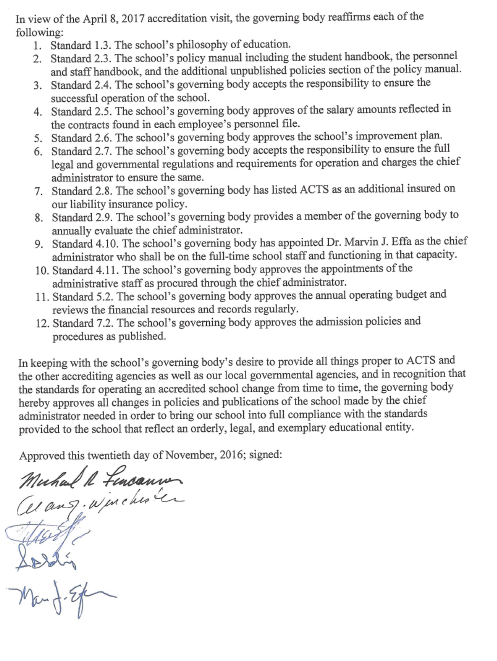 In view of the April 8, 2017 accreditation visit, the governing body reaffirms each of the
following:
1. Standard 1.3. The school's philosophy of education.
2. Standard 2.3. The school's policy manual including the student handbook, the personnel
and staff handbook, and the additional unpublished policies section of the policy manual.
3. Standard 2.4. The school's governing body accepts the responsibility to ensure the
successful operation of the school.
4. Standard 2.5. The school's governing body approves of the salary amounts reflected in
the contracts found in each employee's personnel file.
5. Standard 2.6. The school's governing body approves the school's improvement plan.
6. Standard 2.7. The school's governing body accepts the responsibility to ensure the full
legal and governmental regulations and requirements for operation and charges the chief
administrator to ensure the same.
7. Standard 2.8. The school's governing body has listed ACTS as an additional insured on
our liability insurance policy.
8. Standard 2.9. The school's governing body provides a member of the governing body to
annually evaluate the chief administrator.
9. Standard 4.10. The school's governing body has appointed Dr. Marvin J. Effa as the chief
administrator who shall be on the full-time school staff and functioning in that capacity.
10. Standard 4.11. The school's governing body approves the appointments of the
administrative staff as procured through the chief administrator.
11. Standard 5.2. The school's governing body approves the annual operating budget and
reviews the financial resources and records regularly.
12. Standard 7.2. The school's governing body approves the admission policies and
procedures as published.
In keeping with the school's governing body's desire to provide all things proper to ACTS and
the other accrediting agencies as well as our local governmental agencies, and in recognition that
the standards for operating an accredited school change from time to time, the governing body
hereby approves all changes in policies and publications of the school made by the chief
administrator needed in order to bring our school into full compliance with the standards
provided to the school that reflect an orderly, legal, and exemplary educational entity.
Approved this twentieth day of November, 2016; signed:
Michael R
Winchister